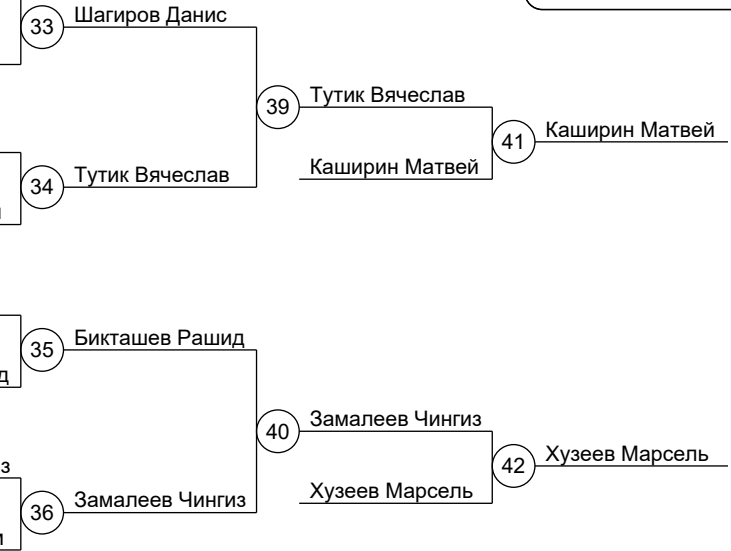 33 Шагиров Данис
39 Тутик Вячеслав
41 Каширин Матвей
Каширин Матвей
34 Тутик Вячеслав
35 Бикташев Рашид
40 Замалеев Чингиз
42 Хузеев Марсель
Хузеев Марсель
36 Замалеев Чингиз